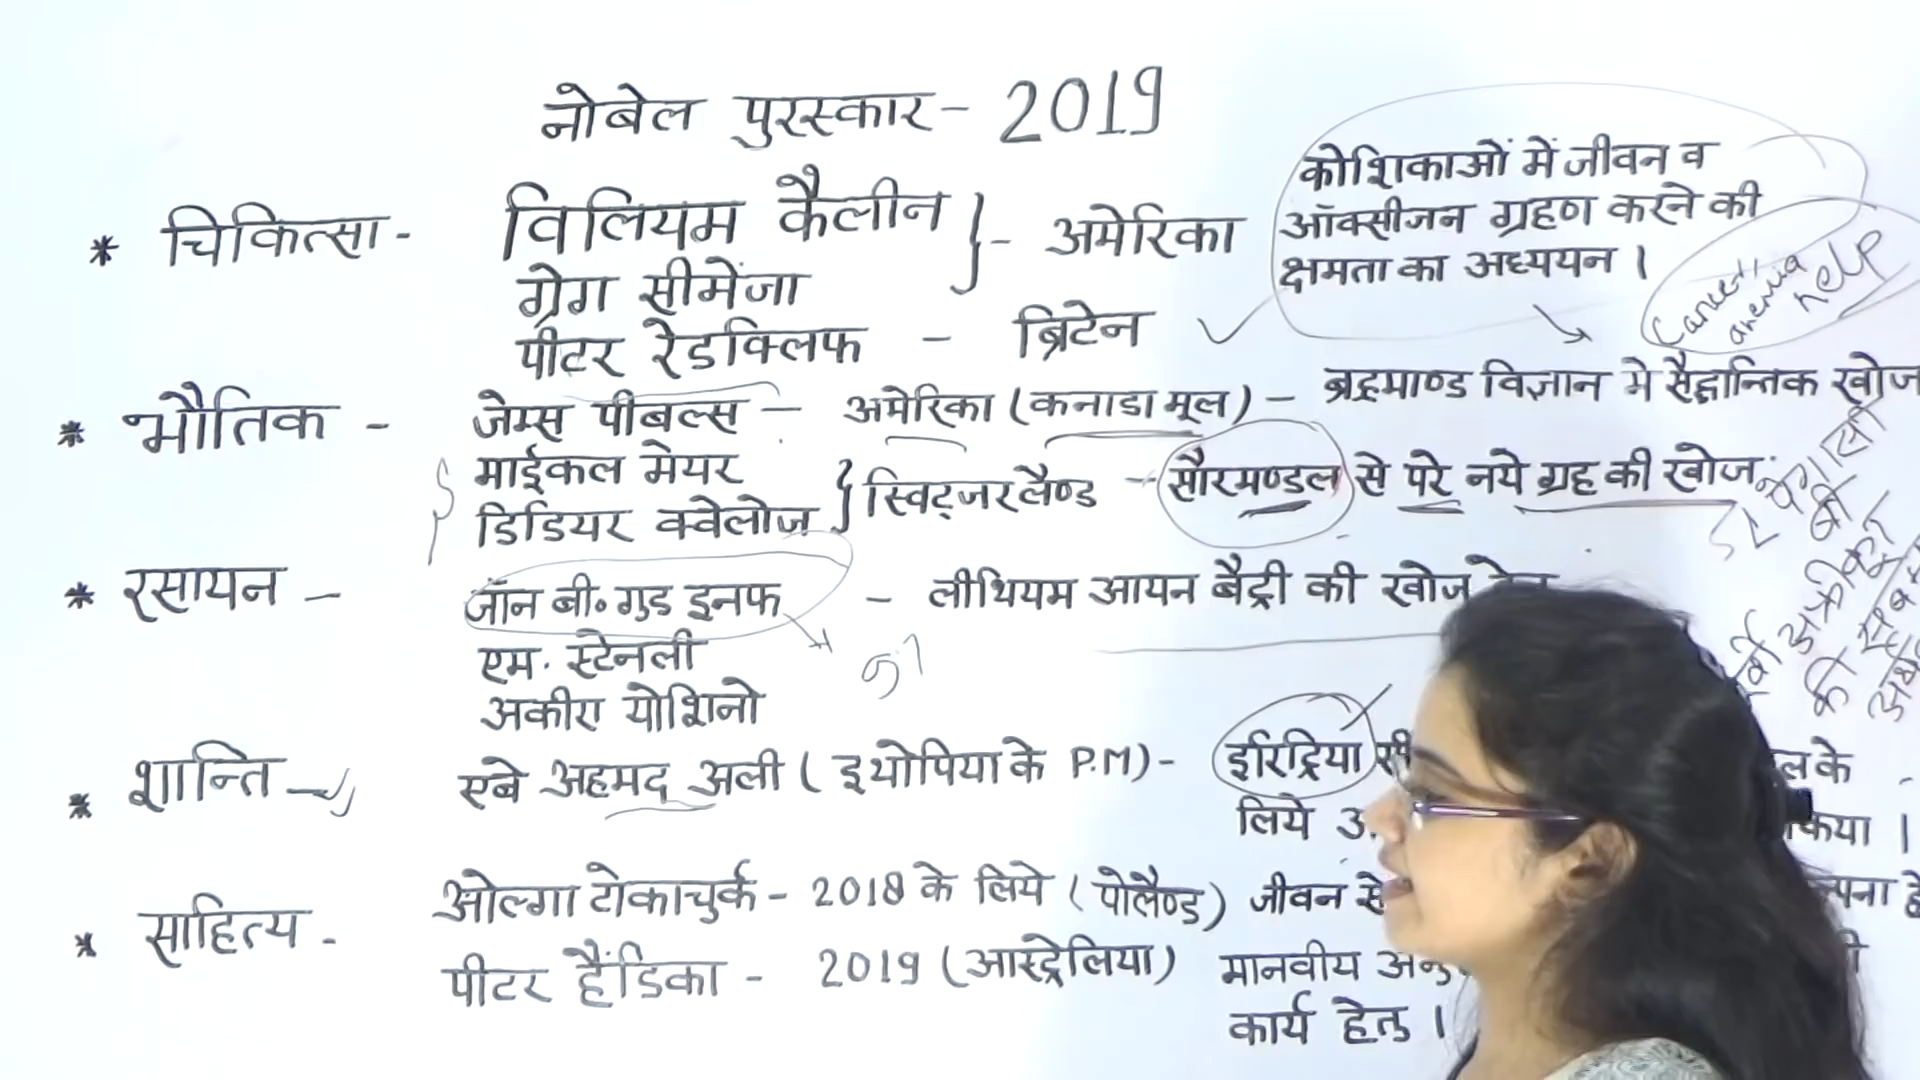 नोबेल पुरस्कार - 2019
* चिकित्सा - विलियम कैलीन } - अमेरिका
ग्रेग सीमेंजा
पीटर रेडक्लिफ - ब्रिटेन
कोशिकाओं में जीवन व
ऑक्सीजन ग्रहण करने की
क्षमता का अध्ययन ।
anemia
help
* भौतिक - जेम्स पीबल्स - अमेरिका (कनाडा मूल) - ब्रह्माण्ड विज्ञान मे सैद्धान्तिक खोज
माईकल मेयर
डिडियर क्वेलोज } स्विट्जरलैण्ड - सौरमण्डल से परे नये ग्रह की खोज
* रसायन - जॉन बी॰ गुड इनफ - लीथियम आयन बैट्री की खोज
एम. स्टेनली
अकीरा योशिनो
97
* शान्ति - एबे अहमद अली ( इथोपिया के P.M) - इरिट्रिया
लिये
किया ।
* साहित्य - ओल्गा टोकाचुर्क - 2018 के लिये (पोलैण्ड) जीवन
पीटर हैंडिका - 2019 (आस्ट्रेलिया) मानवीय
कार्य हेतु ।